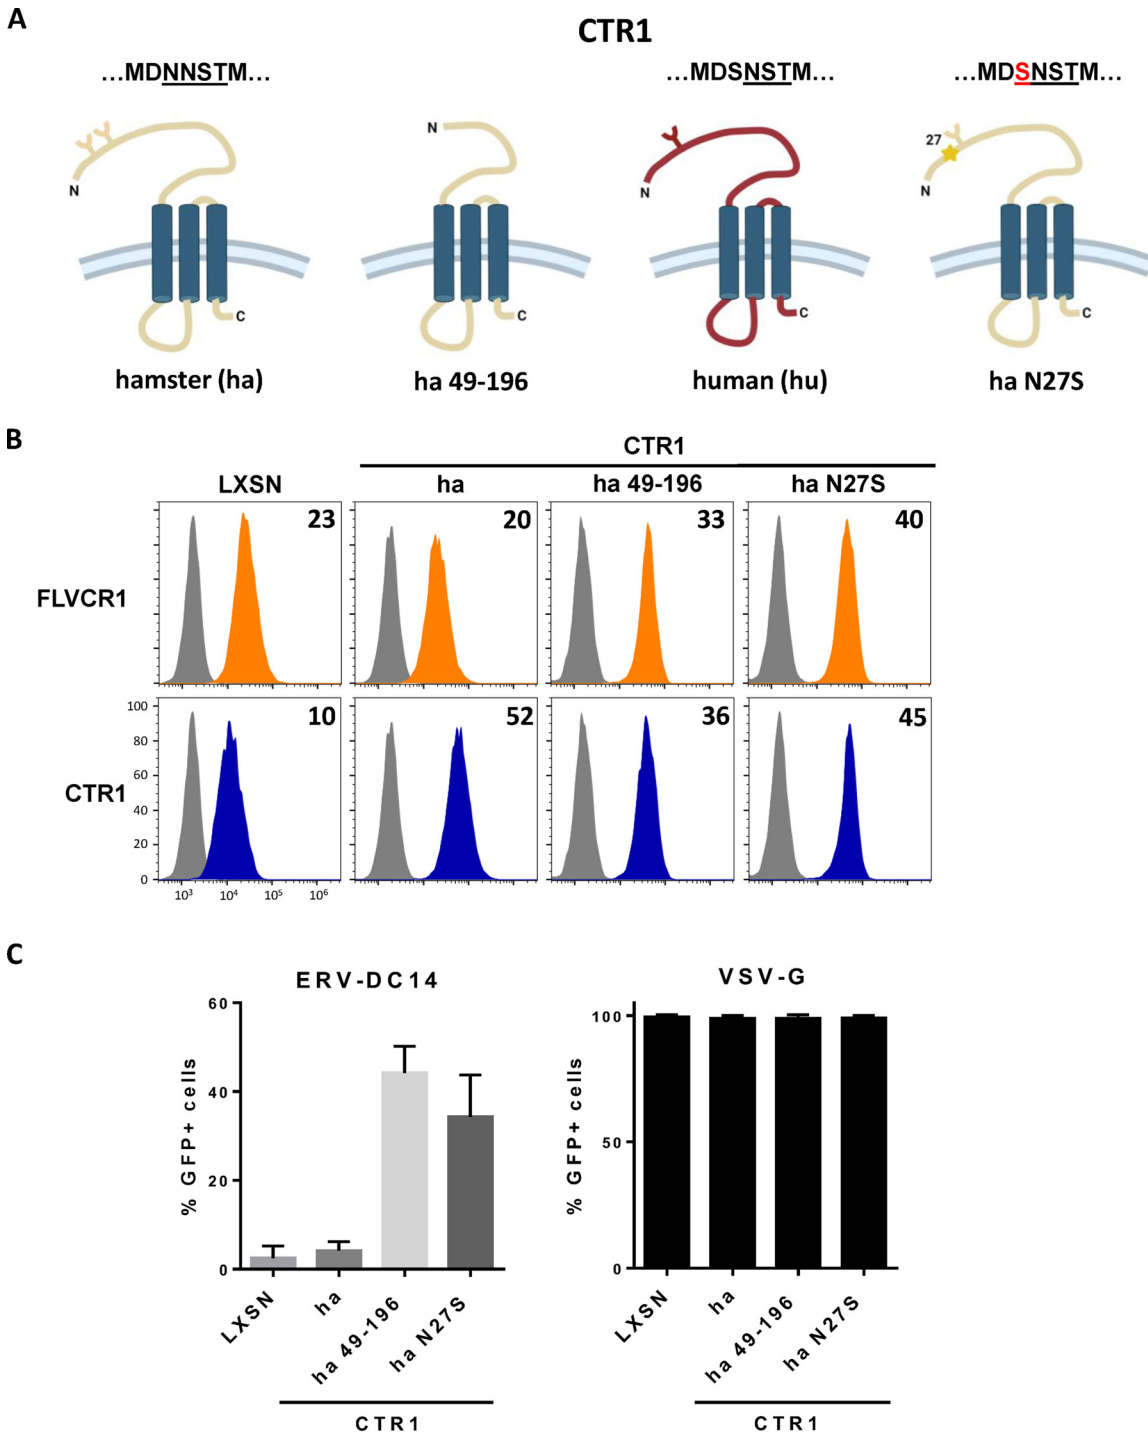 A
CTR1
...MDNNSTM...
...MDSNSTM...
...MDSNSTM...
N
C
hamster (ha)
N
C
ha 49-196
N
C
human (hu)
27
N
C
ha N27S
B
CTR1
LXSN
ha
ha 49-196
ha N27S
FLVCR1
23
20
33
40
CTR1
10
52
36
45
100
80
60
40
20
0
10³
10⁴
10⁵
10⁶
C
ERV-DC14
% GFP+ cells
60
40
20
0
LXSN
ha
ha 49-196
ha N27S
CTR1
VSV-G
% GFP+ cells
100
50
0
LXSN
ha
ha 49-196
ha N27S
CTR1